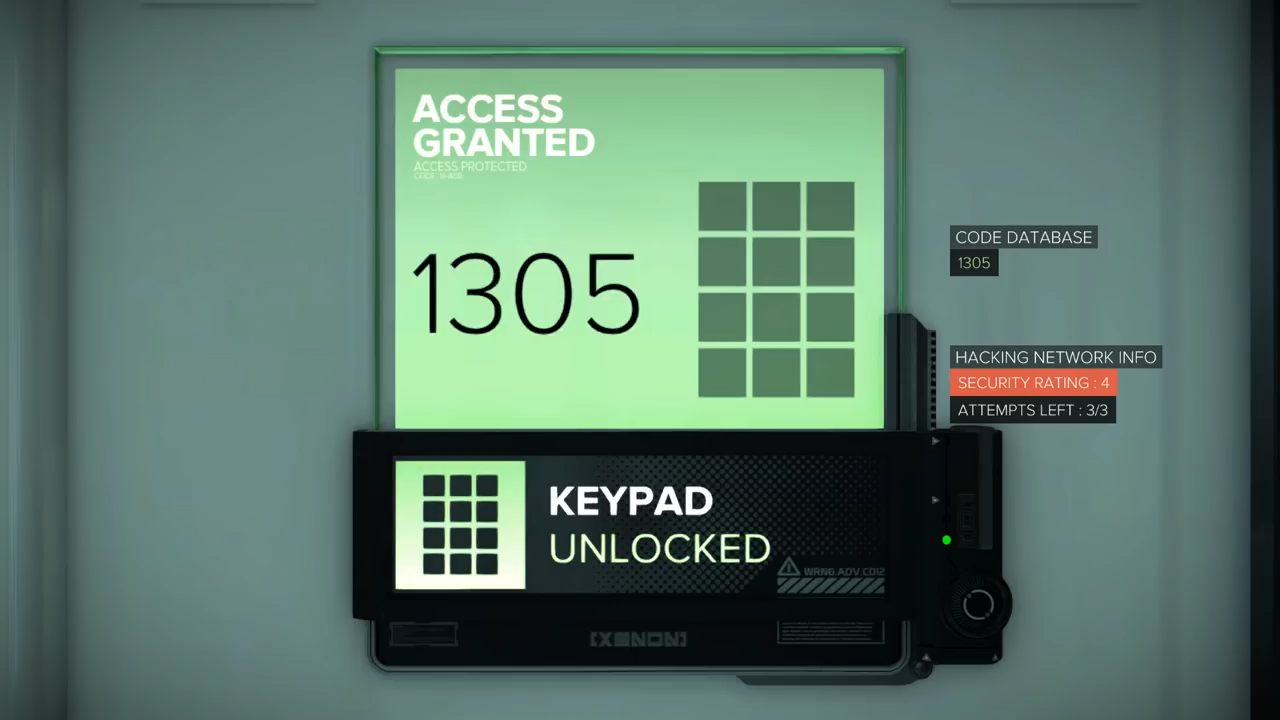 ACCESS
GRANTED
ACCESS PROTECTED
1305
CODE DATABASE
1305
HACKING NETWORK INFO
SECURITY RATING : 4
ATTEMPTS LEFT : 3/3
KEYPAD
UNLOCKED
WRNG.ADV.CD12
[XENON]